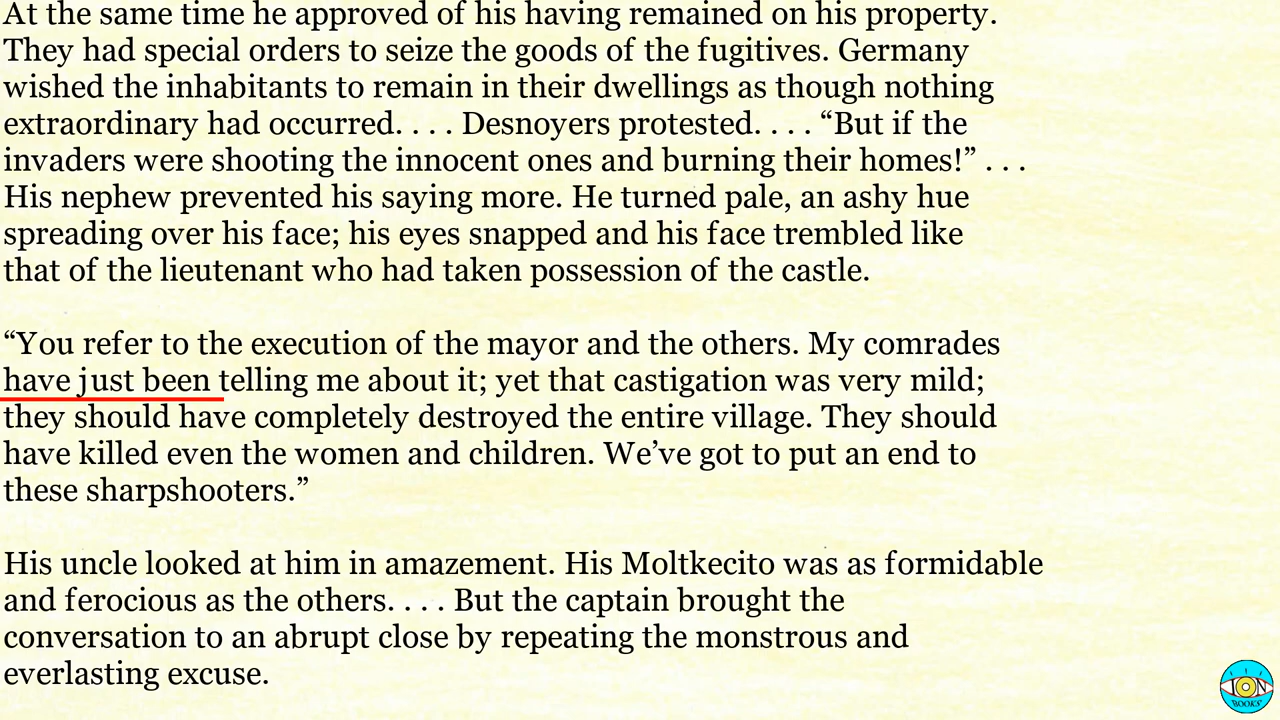 At the same time he approved of his having remained on his property.
They had special orders to seize the goods of the fugitives. Germany
wished the inhabitants to remain in their dwellings as though nothing
extraordinary had occurred. . . . Desnoyers protested. . . . “But if the
invaders were shooting the innocent ones and burning their homes!” . . .
His nephew prevented his saying more. He turned pale, an ashy hue
spreading over his face; his eyes snapped and his face trembled like
that of the lieutenant who had taken possession of the castle.
“You refer to the execution of the mayor and the others. My comrades
have just been telling me about it; yet that castigation was very mild;
they should have completely destroyed the entire village. They should
have killed even the women and children. We’ve got to put an end to
these sharpshooters.”
His uncle looked at him in amazement. His Moltkecito was as formidable
and ferocious as the others. . . . But the captain brought the
conversation to an abrupt close by repeating the monstrous and
everlasting excuse.
ION
BOOKS